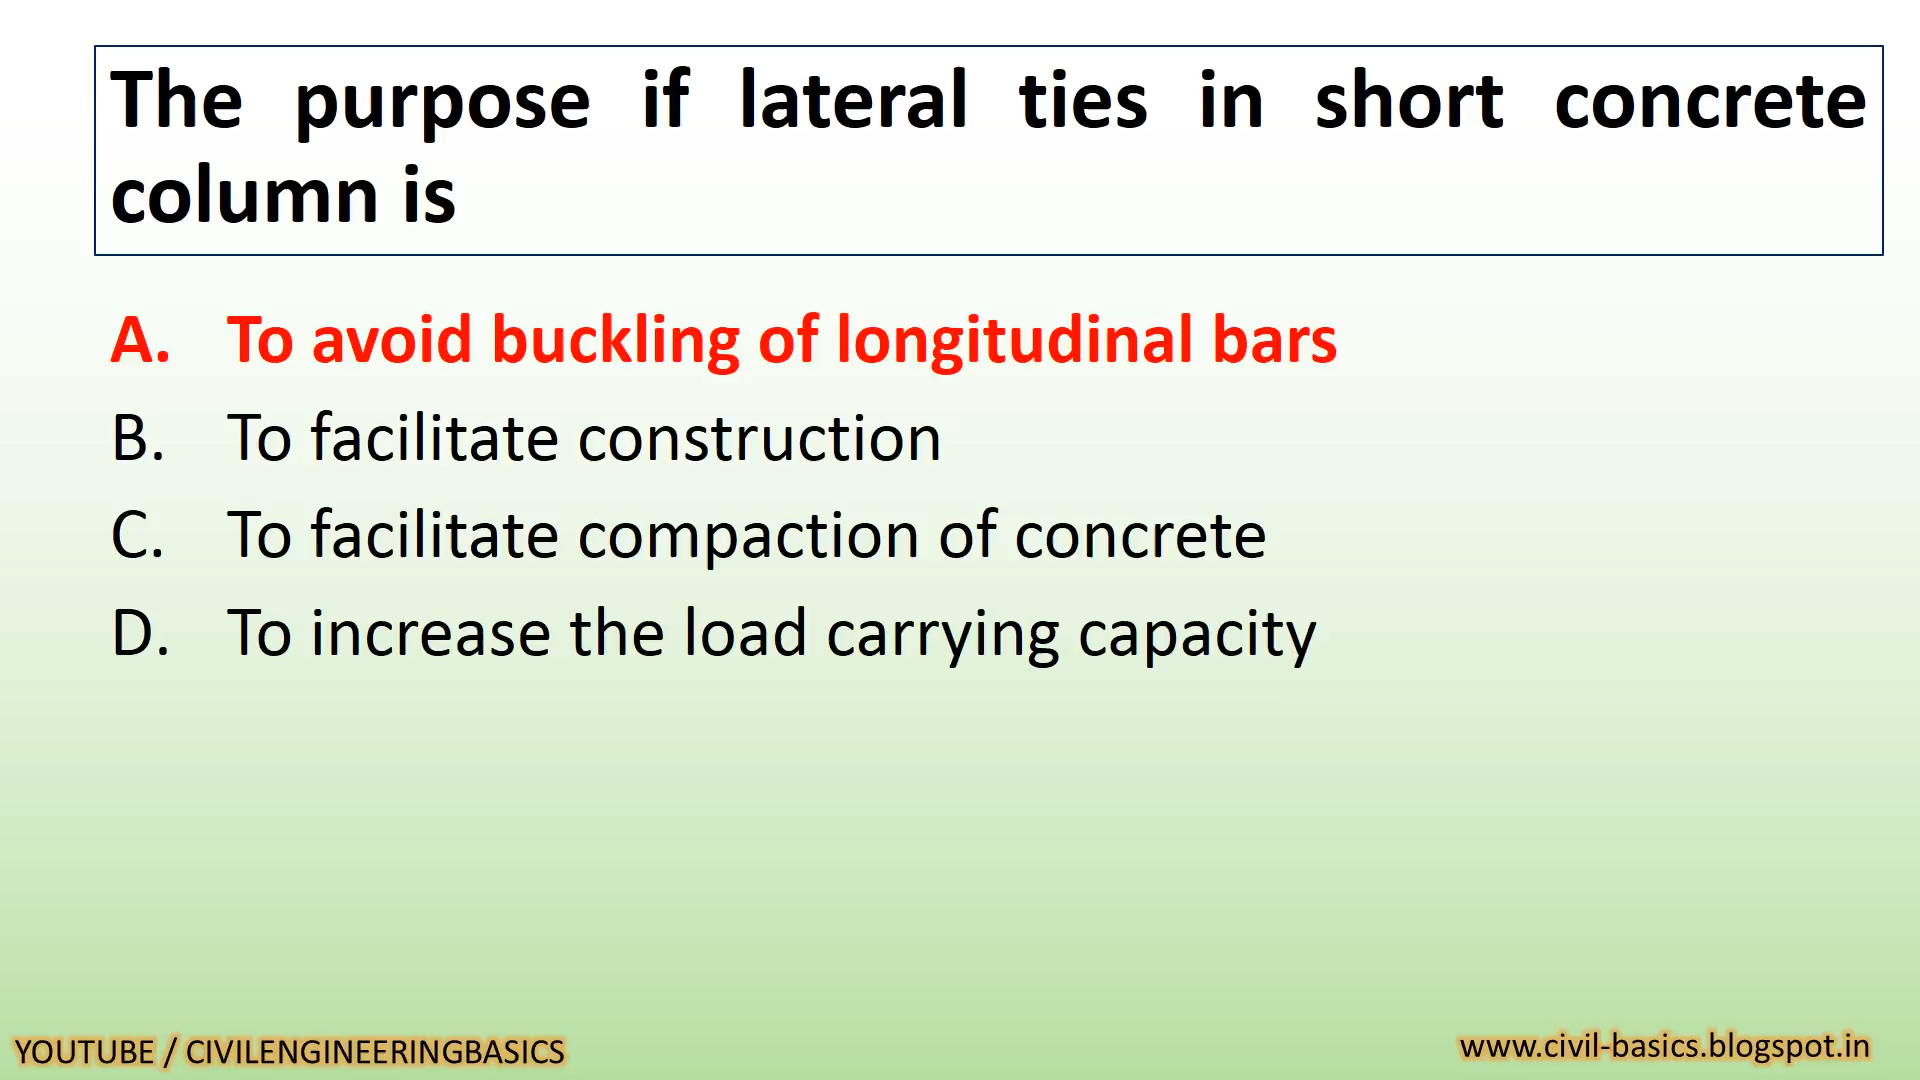 The purpose if lateral ties in short concrete
column is
A. To avoid buckling of longitudinal bars
B. To facilitate construction
C. To facilitate compaction of concrete
D. To increase the load carrying capacity
YOUTUBE / CIVILENGINEERINGBASICS
www.civil-basics.blogspot.in